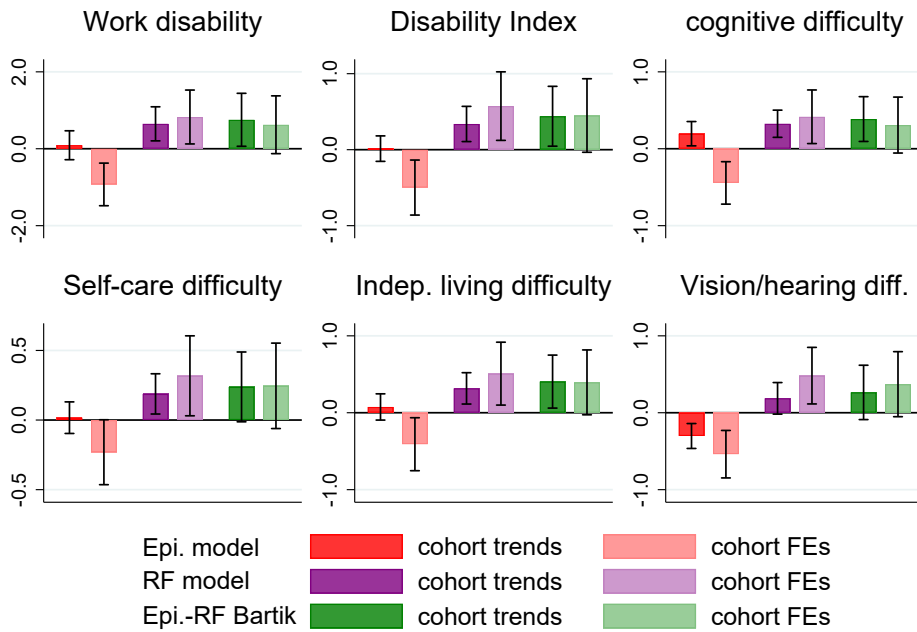 Work disability
Disability Index
cognitive difficulty
2.0
0.0
-2.0
1.0
0.0
-1.0
1.0
0.0
-1.0
Self-care difficulty
Indep. living difficulty
Vision/hearing diff.
0.5
0.0
-0.5
1.0
0.0
-1.0
1.0
0.0
-1.0
Epi. model cohort trends cohort FEs
RF model cohort trends cohort FEs
Epi.-RF Bartik cohort trends cohort FEs